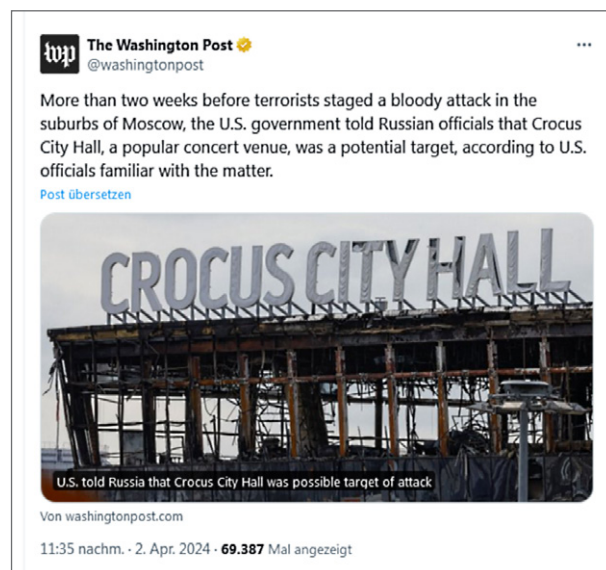 wp
The Washington Post
@washingtonpost
More than two weeks before terrorists staged a bloody attack in the
suburbs of Moscow, the U.S. government told Russian officials that Crocus
City Hall, a popular concert venue, was a potential target, according to U.S.
officials familiar with the matter.
Post übersetzen
CROCUS CITY HALL
U.S. told Russia that Crocus City Hall was possible target of attack
Von washingtonpost.com
11:35 nachm. · 2. Apr. 2024 · 69.387 Mal angezeigt